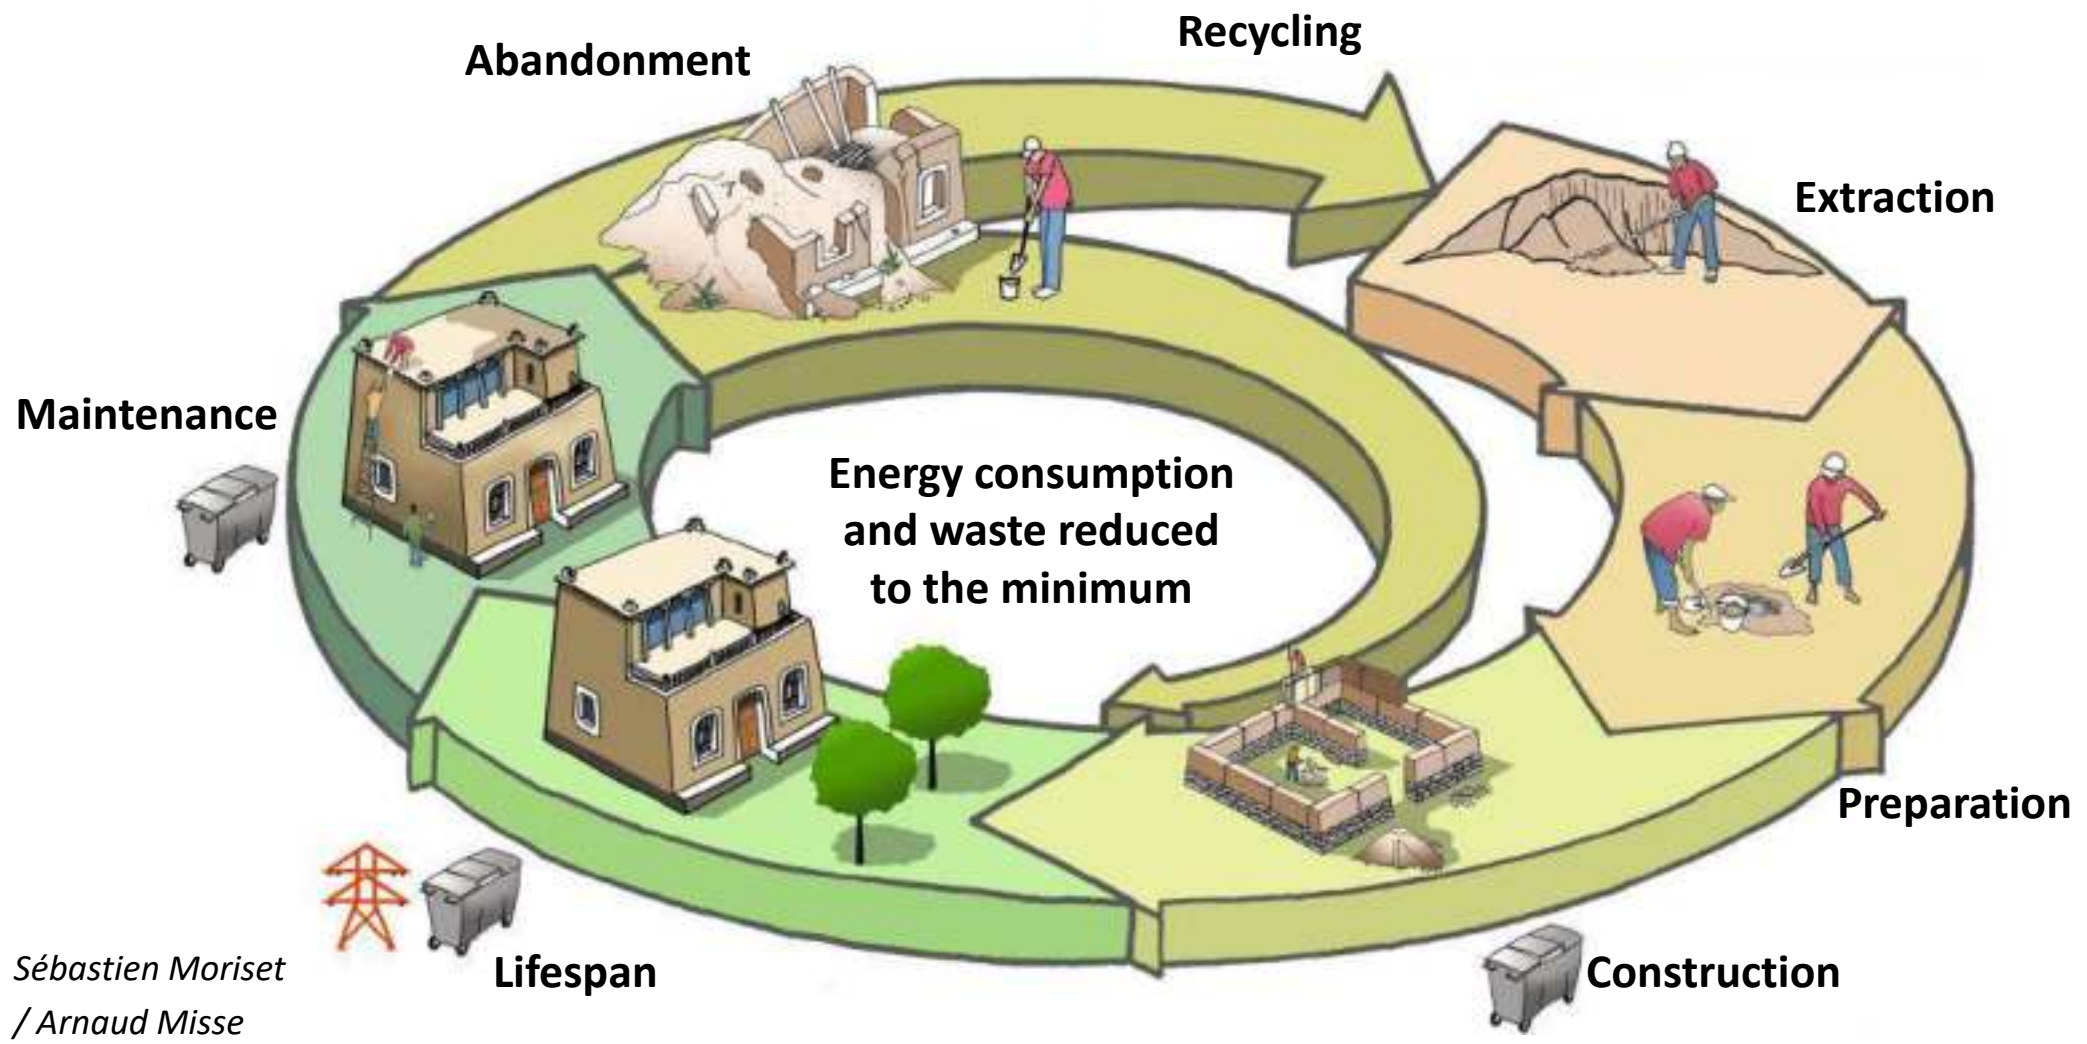 Recycling
Abandonment
Extraction
Maintenance
Energy consumption
and waste reduced
to the minimum
Preparation
Lifespan
Construction
Sébastien Moriset
/ Arnaud Misse